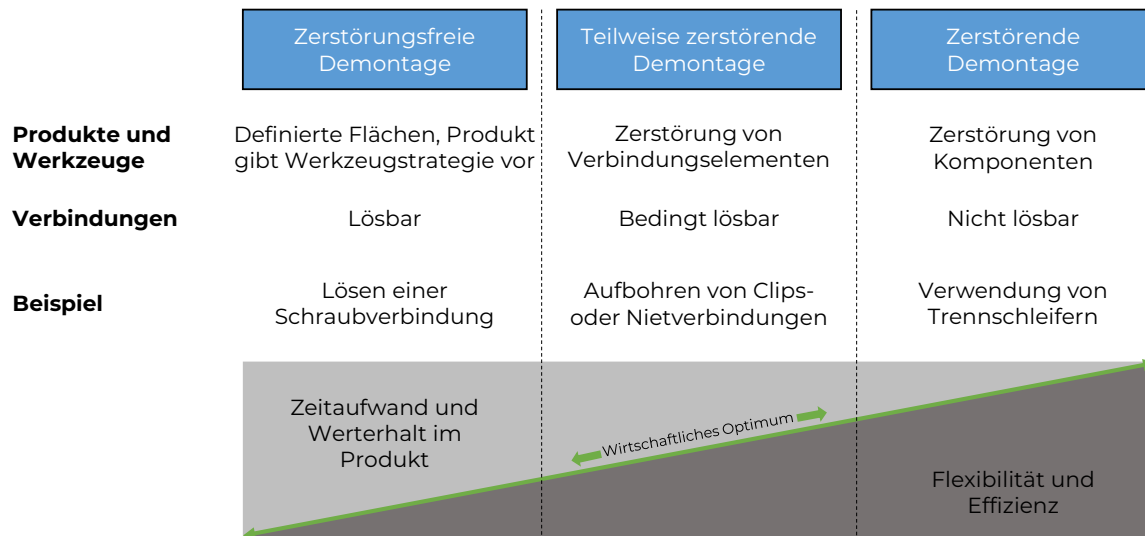 Zerstörungsfreie
Demontage
Teilweise zerstörende
Demontage
Zerstörende
Demontage
Produkte und
Werkzeuge
Definierte Flächen, Produkt
gibt Werkzeugstrategie vor
Zerstörung von
Verbindungselementen
Zerstörung von
Komponenten
Verbindungen
Lösbar
Bedingt lösbar
Nicht lösbar
Beispiel
Lösen einer
Schraubverbindung
Aufbohren von Clips-
oder Nietverbindungen
Verwendung von
Trennschleifern
Zeitaufwand und
Werterhalt im
Produkt
Wirtschaftliches Optimum
Flexibilität und
Effizienz